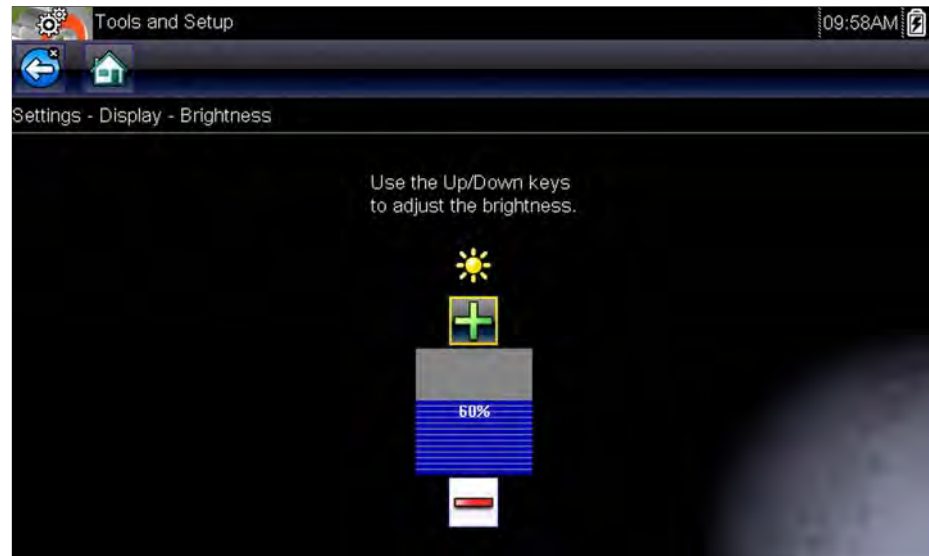 Tools and Setup
09:58AM
Settings - Display - Brightness
Use the Up/Down keys
to adjust the brightness.
60%